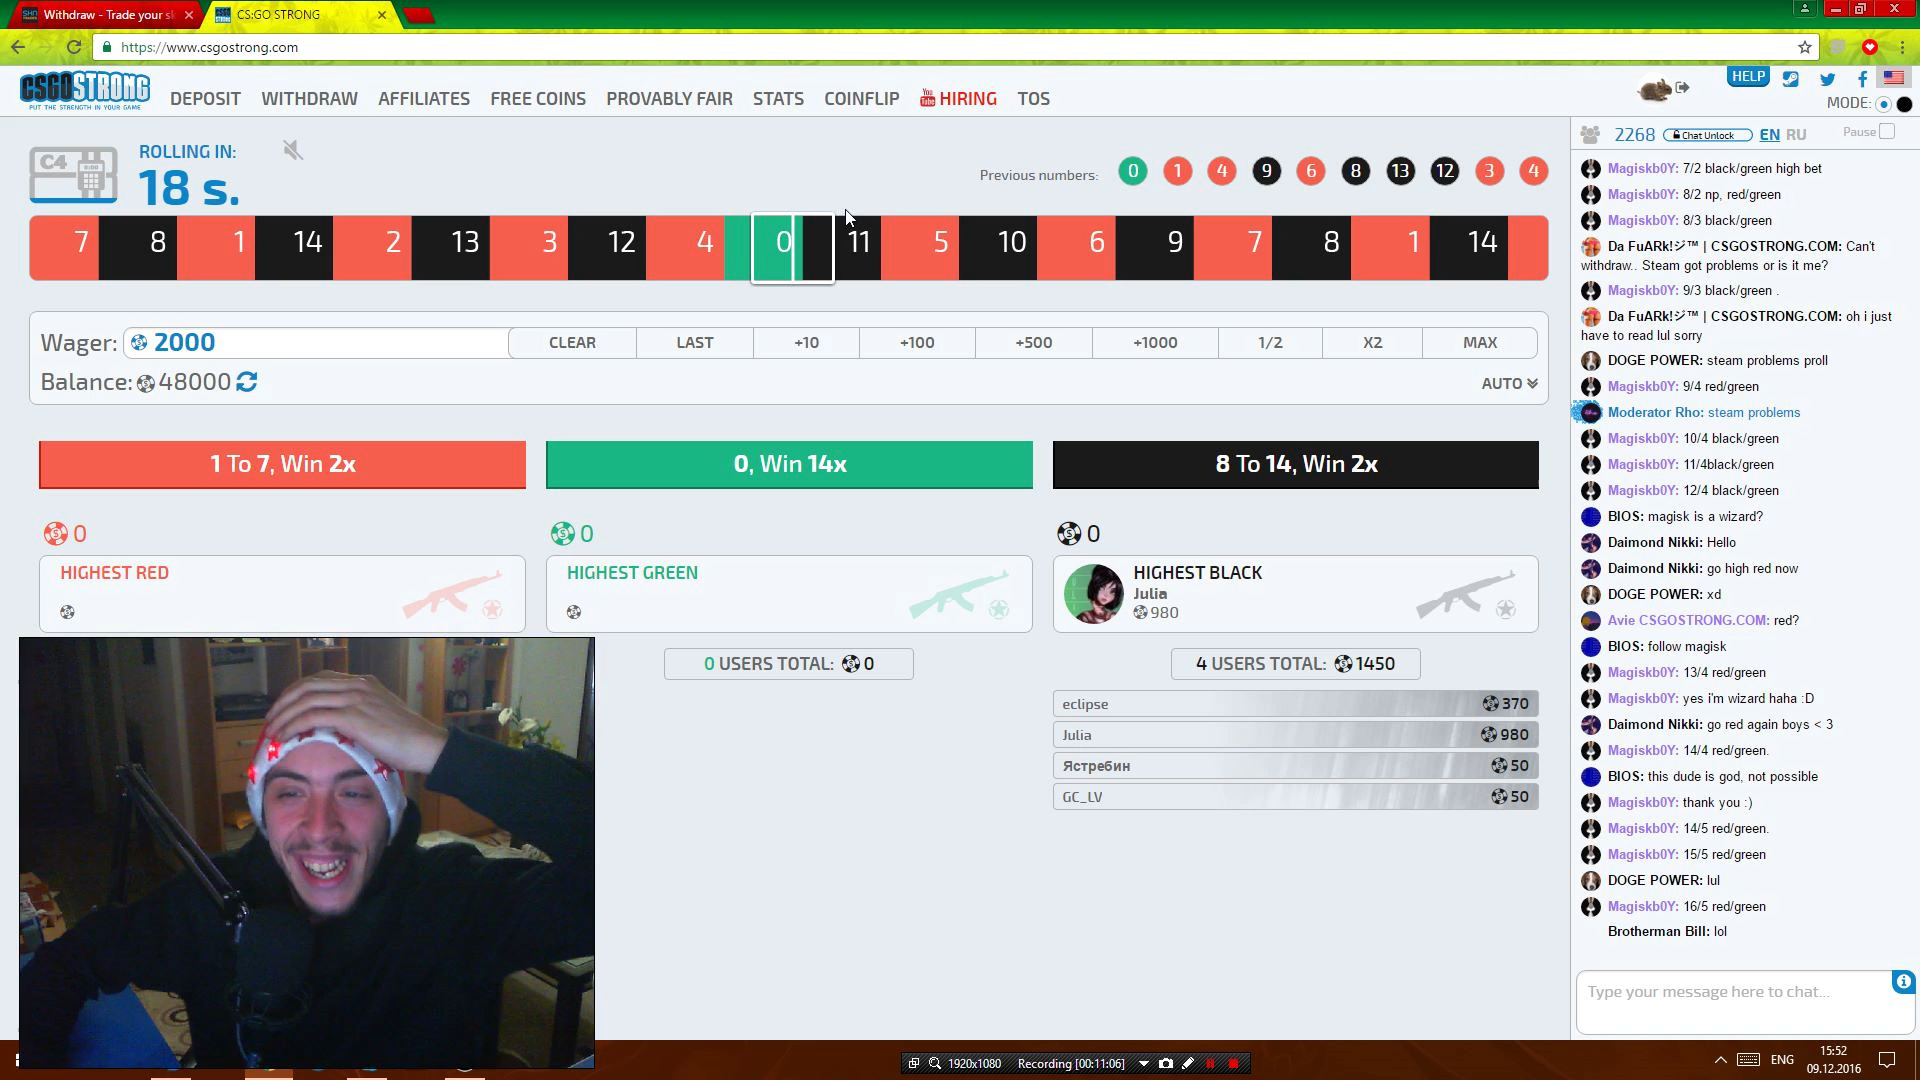 Withdraw - Trade your s
CS:GO STRONG
https://www.csgostrong.com
CSGOSTRONG
PUT THE STRENGTH IN YOUR GAME
DEPOSIT WITHDRAW AFFILIATES FREE COINS PROVABLY FAIR STATS COINFLIP You Tube HIRING TOS
HELP
MODE:
C4
ROLLING IN:
18 s.
Previous numbers: 0 1 4 9 6 8 13 12 3 4
7 8 1 14 2 13 3 12 4 0 11 5 10 6 9 7 8 1 14
Wager: 2000 CLEAR LAST +10 +100 +500 +1000 1/2 X2 MAX
Balance: 48000
AUTO
1 To 7, Win 2x
0, Win 14x
8 To 14, Win 2x
0
0
0
HIGHEST RED
HIGHEST GREEN
HIGHEST BLACK
Julia
980
0 USERS TOTAL: 0
4 USERS TOTAL: 1450
eclipse 370
Julia 980
Ястребин 50
GC_LV 50
2268 Chat Unlock EN RU Pause
Magiskb0Y: 7/2 black/green high bet
Magiskb0Y: 8/2 np, red/green
Magiskb0Y: 8/3 black/green
Da FuARk!ジ™ | CSGOSTRONG.COM: Can't
withdraw.. Steam got problems or is it me?
Magiskb0Y: 9/3 black/green .
Da FuARk!ジ™ | CSGOSTRONG.COM: oh i just
have to read lul sorry
DOGE POWER: steam problems proll
Magiskb0Y: 9/4 red/green
Moderator Rho: steam problems
Magiskb0Y: 10/4 black/green
Magiskb0Y: 11/4black/green
Magiskb0Y: 12/4 black/green
BIOS: magisk is a wizard?
Daimond Nikki: Hello
Daimond Nikki: go high red now
DOGE POWER: xd
Avie CSGOSTRONG.COM: red?
BIOS: follow magisk
Magiskb0Y: 13/4 red/green
Magiskb0Y: yes i'm wizard haha :D
Daimond Nikki: go red again boys < 3
Magiskb0Y: 14/4 red/green.
BIOS: this dude is god, not possible
Magiskb0Y: thank you :)
Magiskb0Y: 14/5 red/green.
Magiskb0Y: 15/5 red/green
DOGE POWER: lul
Magiskb0Y: 16/5 red/green
Brotherman Bill: lol
Type your message here to chat...
1920x1080 Recording [00:11:06]
ENG
15:52
09.12.2016